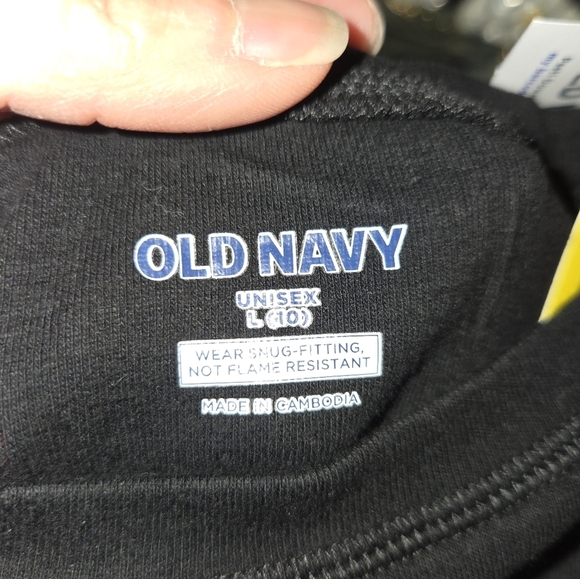 OLD NAVY
UNISEX
L (10)
WEAR SNUG-FITTING,
NOT FLAME RESISTANT
MADE IN CAMBODIA